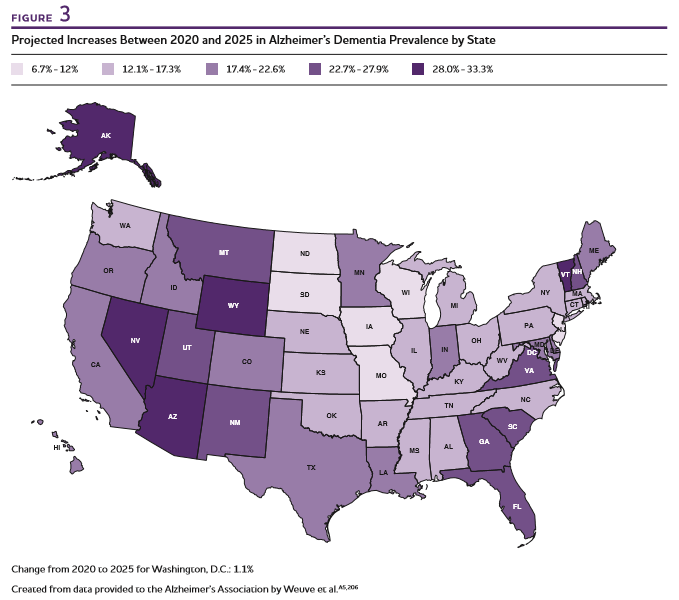 FIGURE 3
Projected Increases Between 2020 and 2025 in Alzheimer's Dementia Prevalence by State
6.7%–12% 12.1%–17.3% 17.4%–22.6% 22.7%–27.9% 28.0%–33.3%
AK
WA
MT
ND
MN
ME
VT
NH
OR
ID
WY
SD
WI
MI
NY
MA
CT
RI
NV
UT
CO
NE
IA
IL
IN
OH
PA
NJ
MD
DE
DC
WV
VA
CA
KS
MO
KY
NC
TN
AZ
NM
OK
AR
SC
MS
AL
GA
HI
TX
LA
FL
Change from 2020 to 2025 for Washington, D.C.: 1.1%
Created from data provided to the Alzheimer's Association by Weuve et al.A5,206